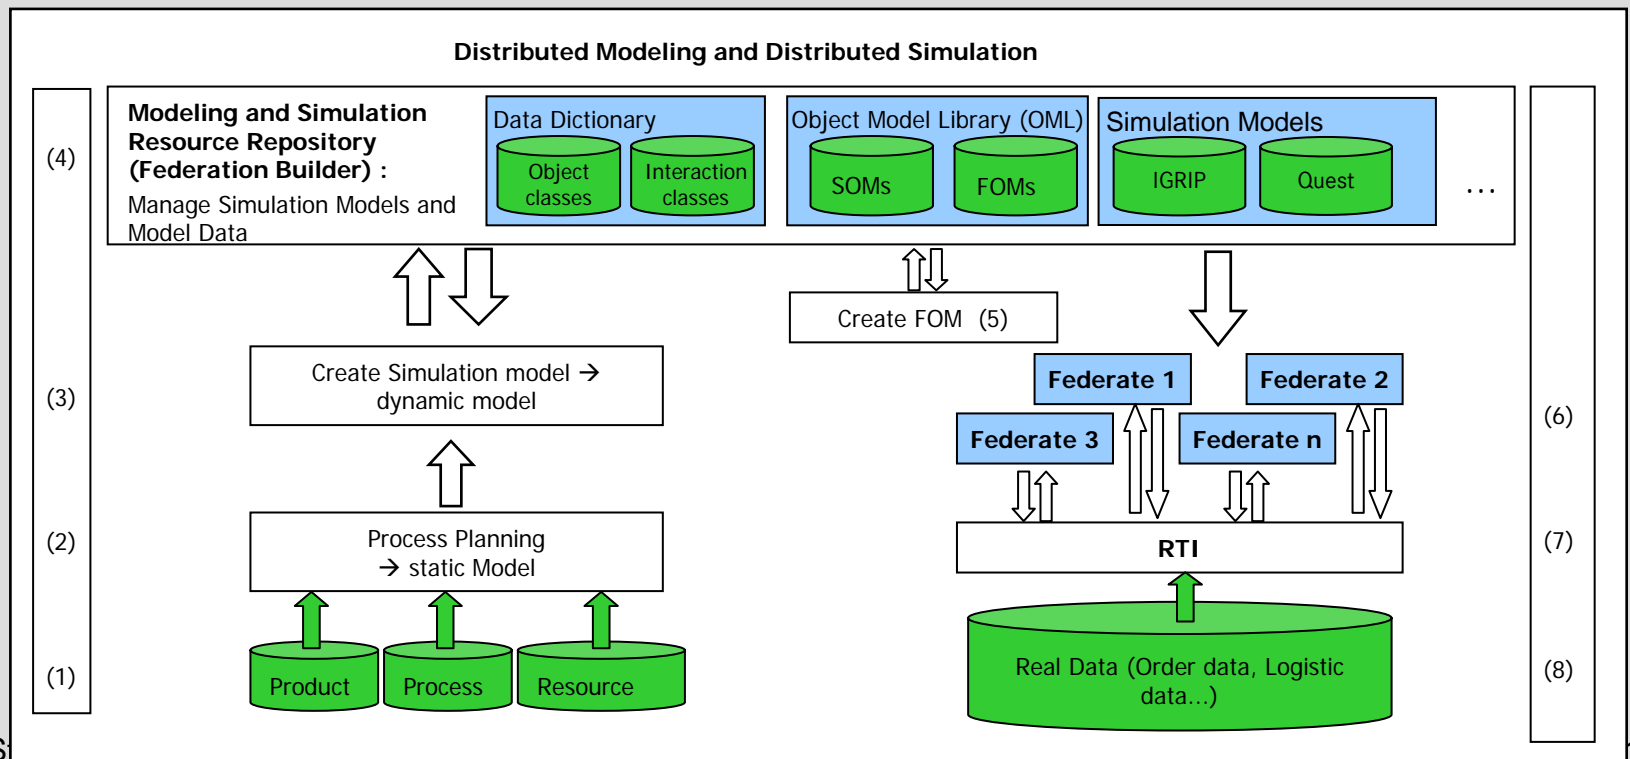 Distributed Modeling and Distributed Simulation
(4)
Modeling and Simulation
Resource Repository
(Federation Builder) :
Manage Simulation Models and
Model Data
Data Dictionary
Object
classes
Interaction
classes
Object Model Library (OML)
SOMs
FOMs
Simulation Models
IGRIP
Quest
...
Create FOM (5)
(3)
Create Simulation model →
dynamic model
Federate 1
Federate 2
Federate 3
Federate n
(6)
(2)
Process Planning
→ static Model
RTI
(7)
(1)
Product
Process
Resource
Real Data (Order data, Logistic
data...)
(8)